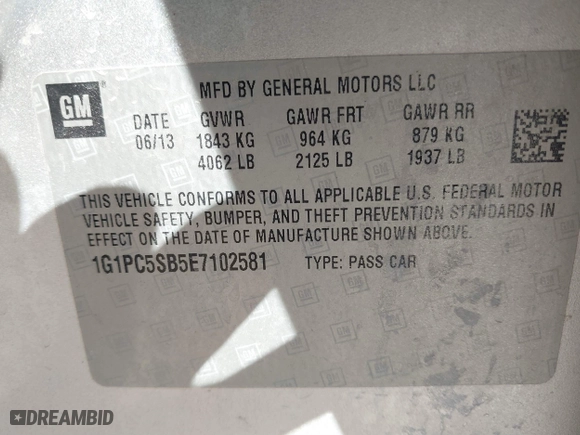 GM
MFD BY GENERAL MOTORS LLC
DATE GVWR GAWR FRT GAWR RR
06/13 1843 KG 964 KG 879 KG
4062 LB 2125 LB 1937 LB
THIS VEHICLE CONFORMS TO ALL APPLICABLE U.S. FEDERAL MOTOR
VEHICLE SAFETY, BUMPER, AND THEFT PREVENTION STANDARDS IN
EFFECT ON THE DATE OF MANUFACTURE SHOWN ABOVE.
1G1PC5SB5E7102581 TYPE: PASS CAR
DREAMBID